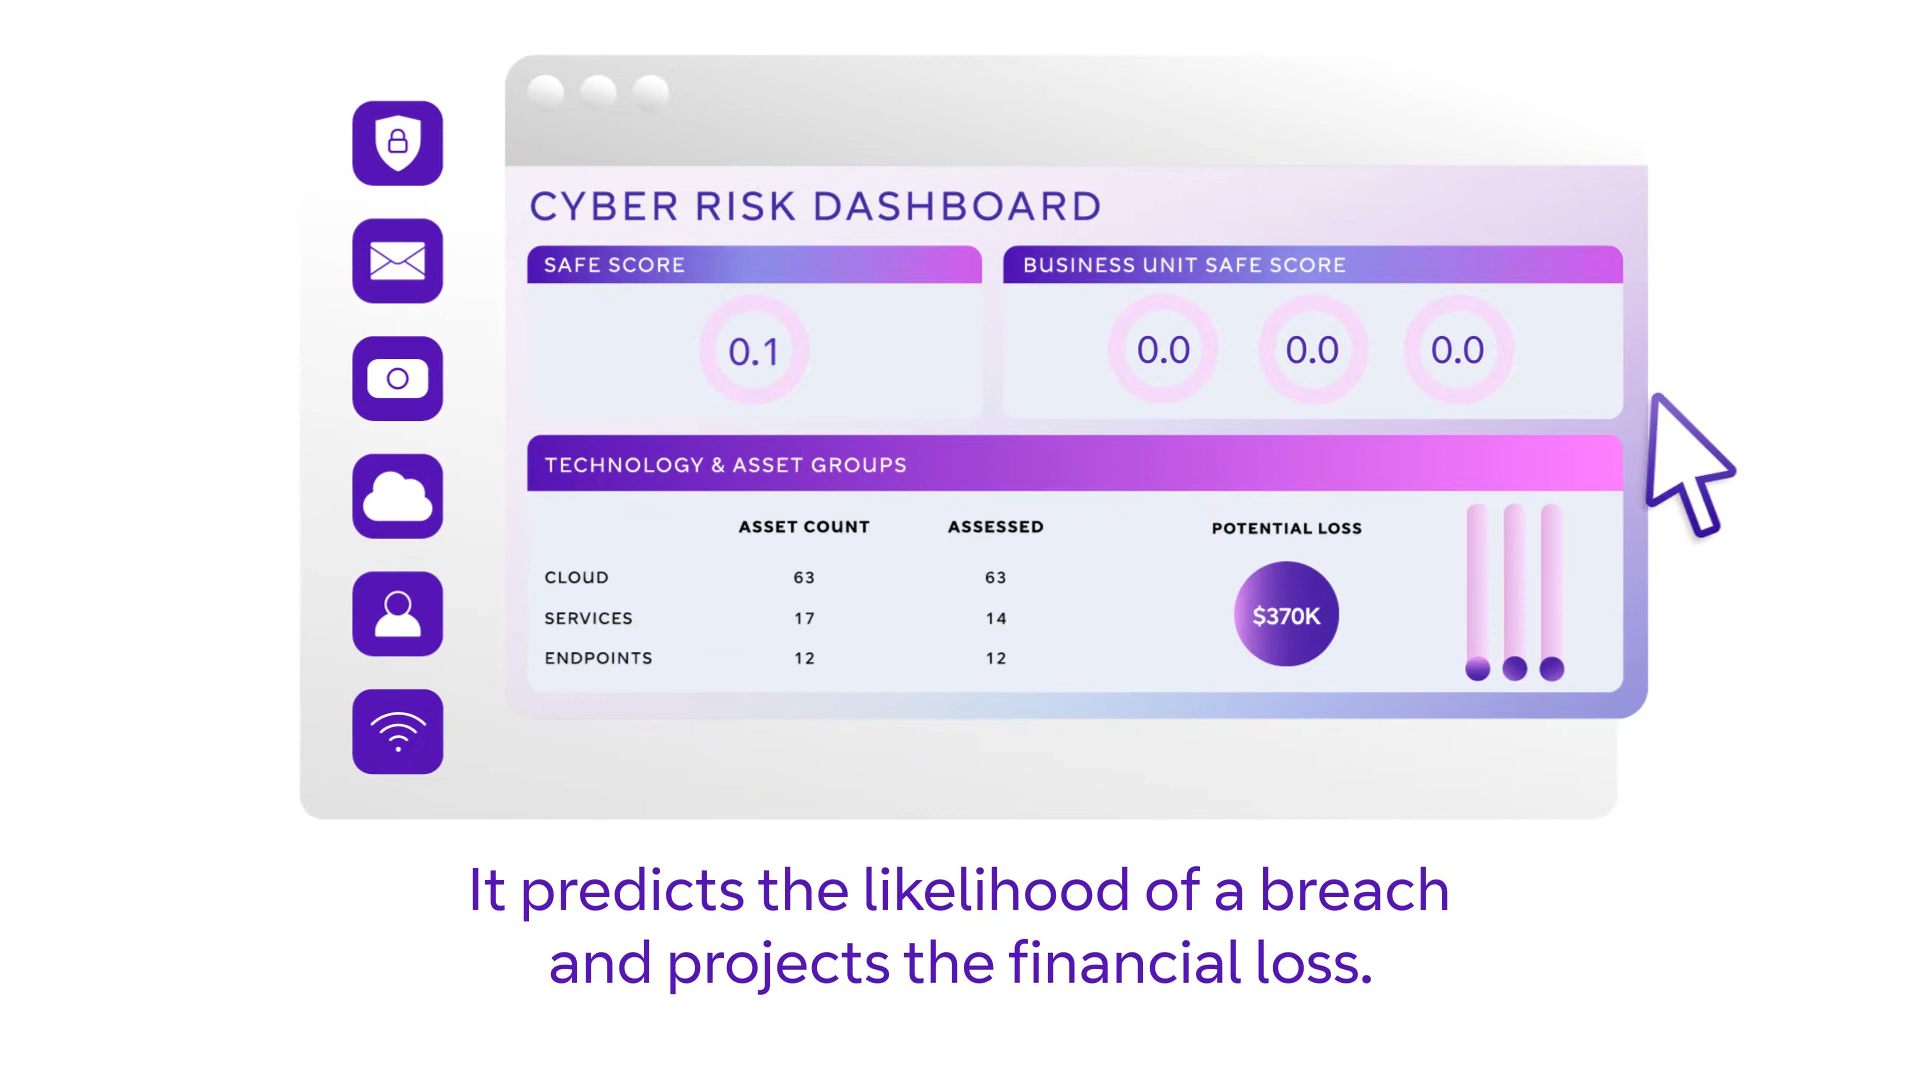 CYBER RISK DASHBOARD
SAFE SCORE
0.1
BUSINESS UNIT SAFE SCORE
0.0 0.0 0.0
TECHNOLOGY & ASSET GROUPS
ASSET COUNT ASSESSED POTENTIAL LOSS
CLOUD 63 63
SERVICES 17 14
ENDPOINTS 12 12
$370K
It predicts the likelihood of a breach
and projects the financial loss.